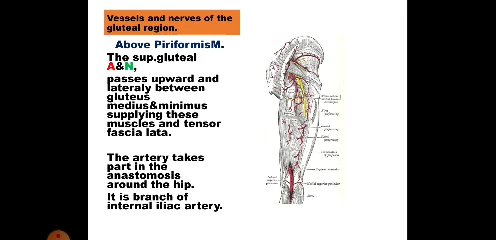 Vessels and nerves of the
gluteal region.
Above PiriformisM.
The sup.gluteal
A&N,
passes upward and
lateraly between
gluteus
medius&minimus
supplying these
muscles and tensor
fascia lata.
The artery takes
part in the
anastomosis
around the hip.
It is branch of
internal iliac artery.